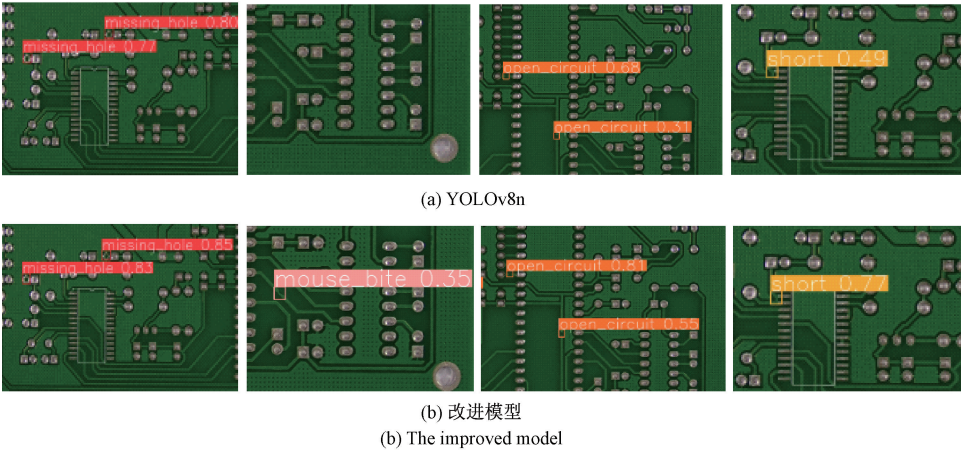 missing_hole 0.80
missing_hole 0.77
open_circuit 0.68
open_circuit 0.31
short 0.49
(a) YOLOv8n
missing_hole 0.85
missing_hole 0.83
mouse_bite 0.35
open_circuit 0.81
open_circuit 0.55
short 0.77
(b) 改进模型
(b) The improved model